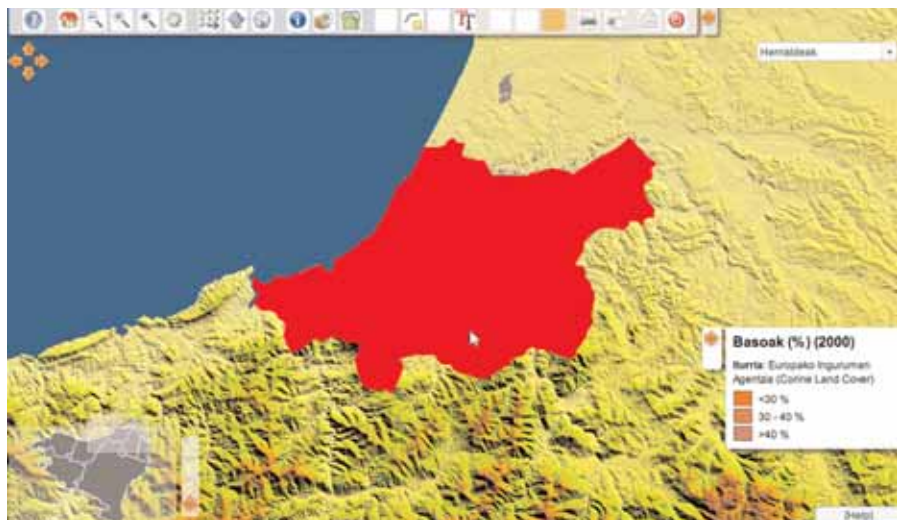 Herrialdeak
Basoak (%) (2000)
Iturria: Europako Ingurumen
Agentzia (Corine Land Cover)
<30 %
30 - 40 %
>40 %
[Help]